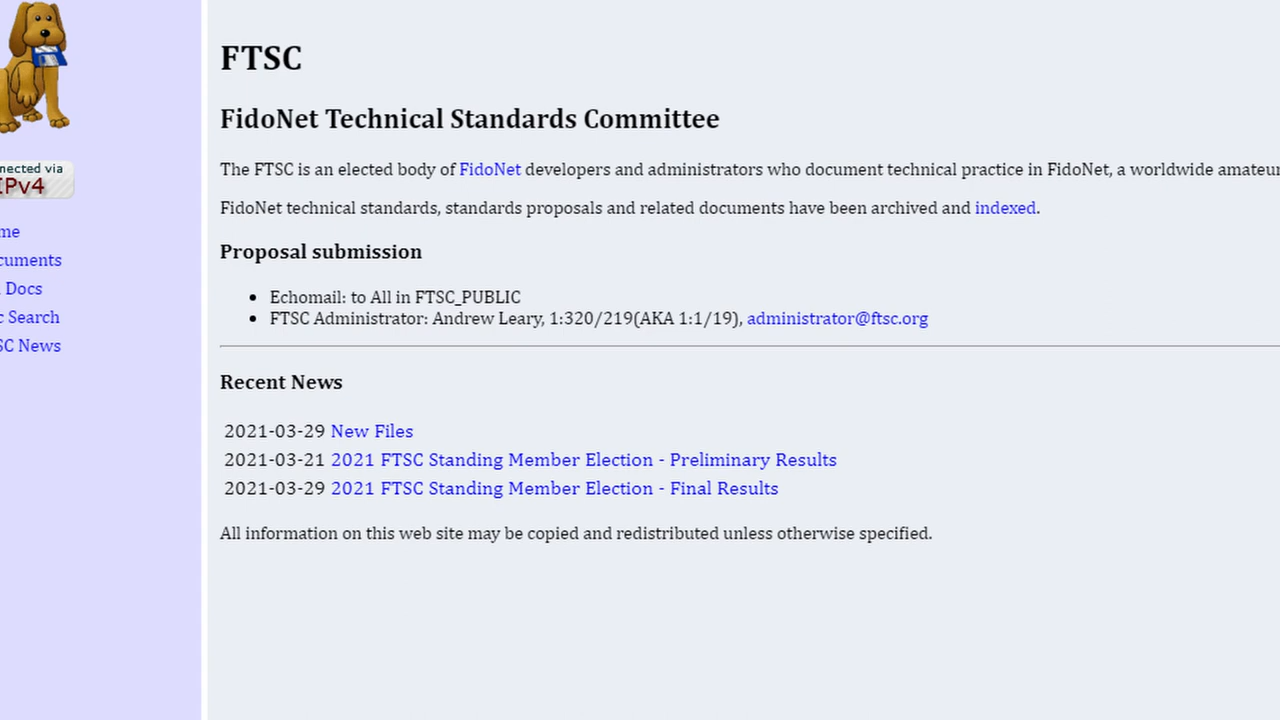 nected via
IPv4
me
cuments
Docs
c Search
SC News
FTSC
FidoNet Technical Standards Committee
The FTSC is an elected body of FidoNet developers and administrators who document technical practice in FidoNet, a worldwide amateur
FidoNet technical standards, standards proposals and related documents have been archived and indexed.
Proposal submission
Echomail: to All in FTSC_PUBLIC
FTSC Administrator: Andrew Leary, 1:320/219(AKA 1:1/19), administrator@ftsc.org
Recent News
2021-03-29 New Files
2021-03-21 2021 FTSC Standing Member Election - Preliminary Results
2021-03-29 2021 FTSC Standing Member Election - Final Results
All information on this web site may be copied and redistributed unless otherwise specified.